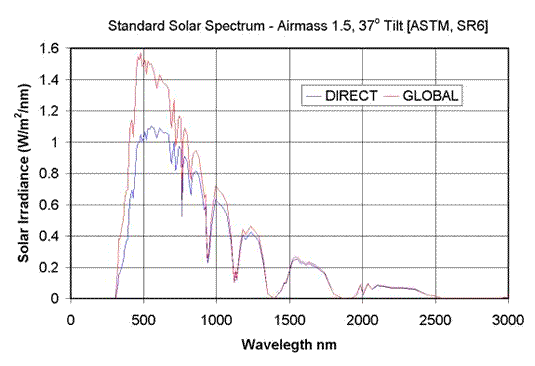 Standard Solar Spectrum - Airmass 1.5, 37° Tilt [ASTM, SR6]
1.6
1.4
1.2
1
0.8
0.6
0.4
0.2
0
Solar Irradiance (W/m²/nm)
DIRECT GLOBAL
0 500 1000 1500 2000 2500 3000
Wavelegth nm